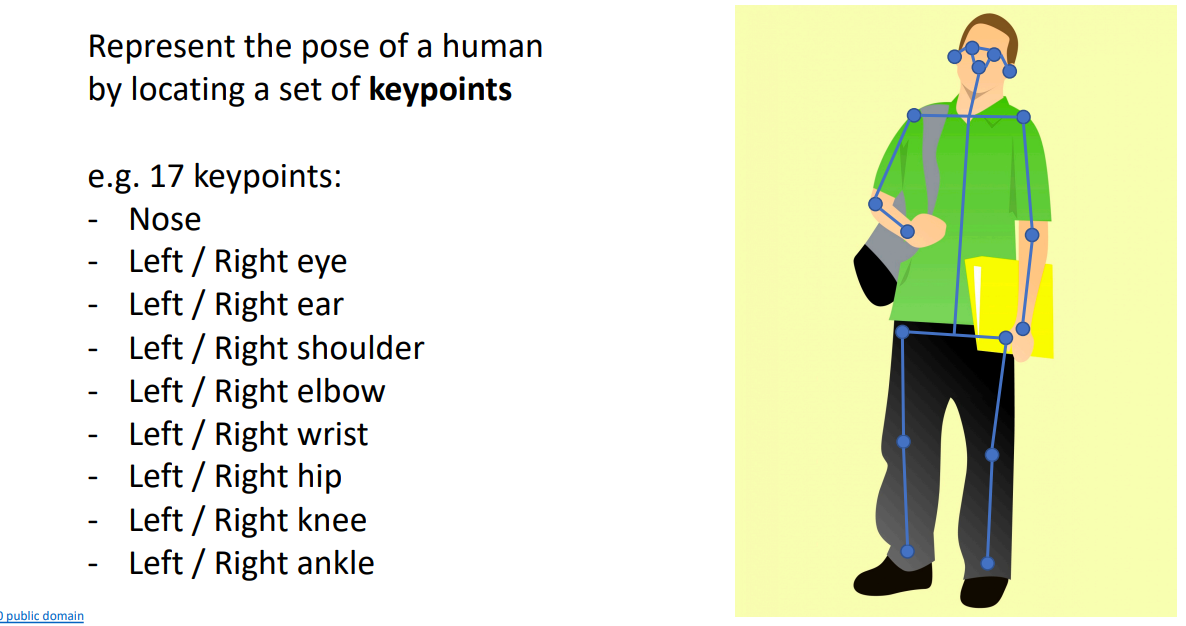 Represent the pose of a human
by locating a set of keypoints
e.g. 17 keypoints:
- Nose
- Left / Right eye
- Left / Right ear
- Left / Right shoulder
- Left / Right elbow
- Left / Right wrist
- Left / Right hip
- Left / Right knee
- Left / Right ankle
0 public domain